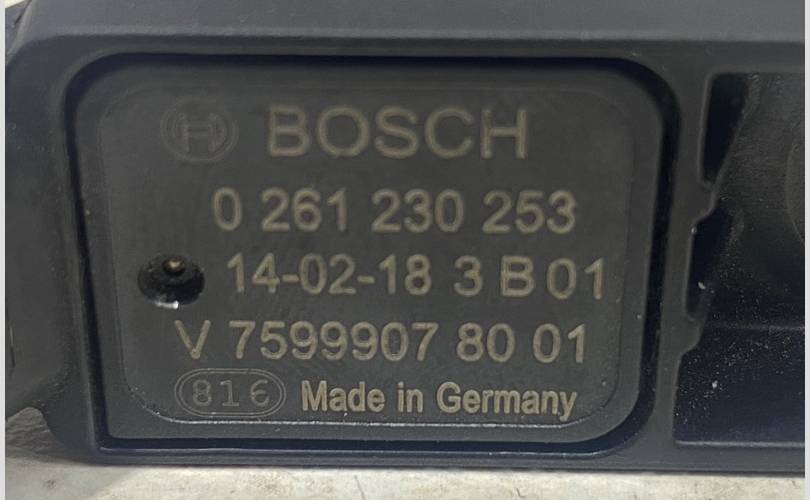 BOSCH
0 261 230 253
14-02-18 3 B 01
V 7599907 80 01
816 Made in Germany